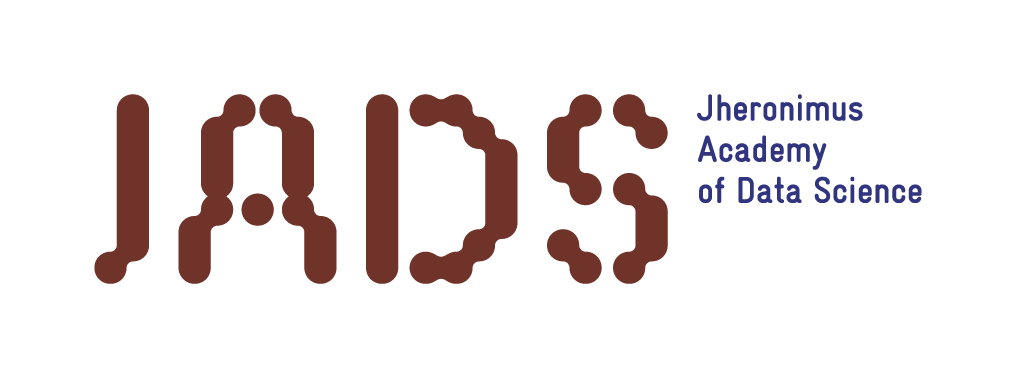 JADS
Jheronimus
Academy
of Data Science